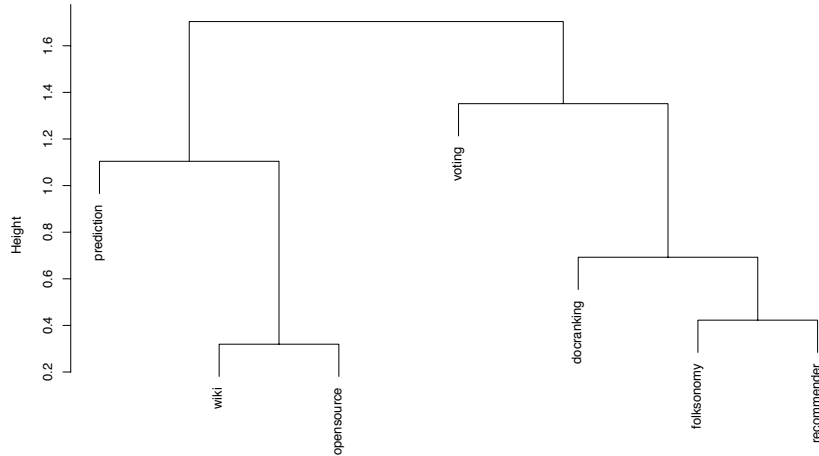 Height
1.6
1.4
1.2
1.0
0.8
0.6
0.4
0.2
prediction
wiki
opensource
voting
docranking
folksonomy
recommender